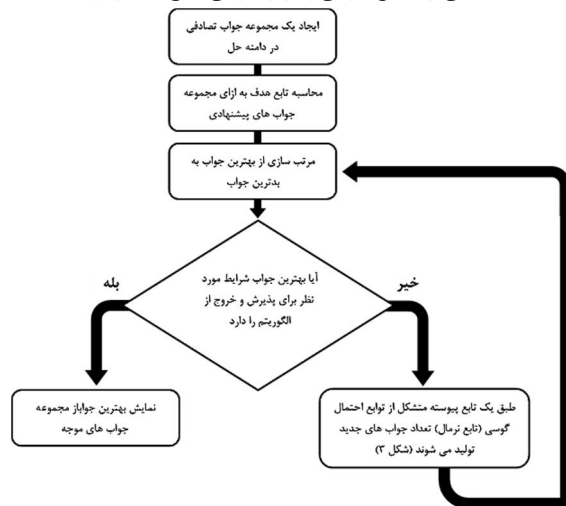 ایجاد یک مجموعه جواب تصادفی
در دامنه حل
محاسبه تابع هدف به ازای مجموعه
جواب های پیشنهادی
مرتب سازی از بهترین جواب به
بدترین جواب
آیا بهترین جواب شرایط مورد
نظر برای پذیرش و خروج از
الگوریتم را دارد
خیر
بله
طبق یک تابع پیوسته متشکل از توابع احتمال
گوسی (تابع نرمال) تعداد جواب های جدید
تولید می شوند (شکل ۳)
نمایش بهترین جواباز مجموعه
جواب های موجه